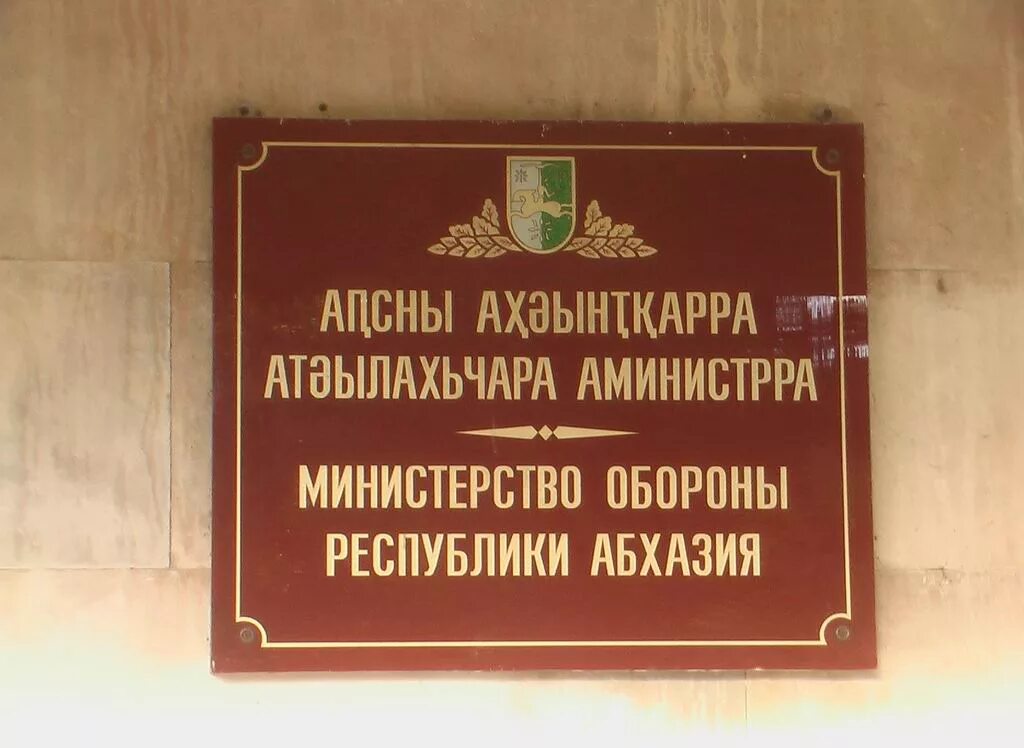 АԤСНЫ АҲӘЫНҬҚАРРА
АТӘЫЛАХЬЧАРА АМИНИСТРРА
МИНИСТЕРСТВО ОБОРОНЫ
РЕСПУБЛИКИ АБХАЗИЯ